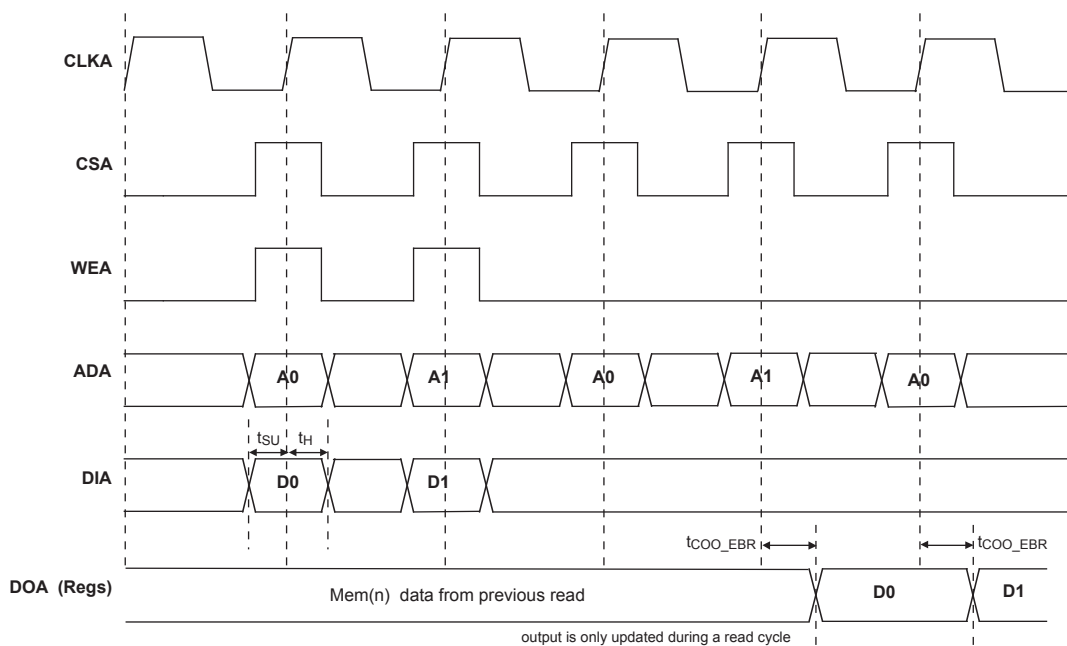 CLKA
CSA
WEA
ADA A0 A1 A0 A1 A0
tSU tH
DIA D0 D1
tCOO_EBR tCOO_EBR
DOA (Regs) Mem(n) data from previous read D0 D1
output is only updated during a read cycle